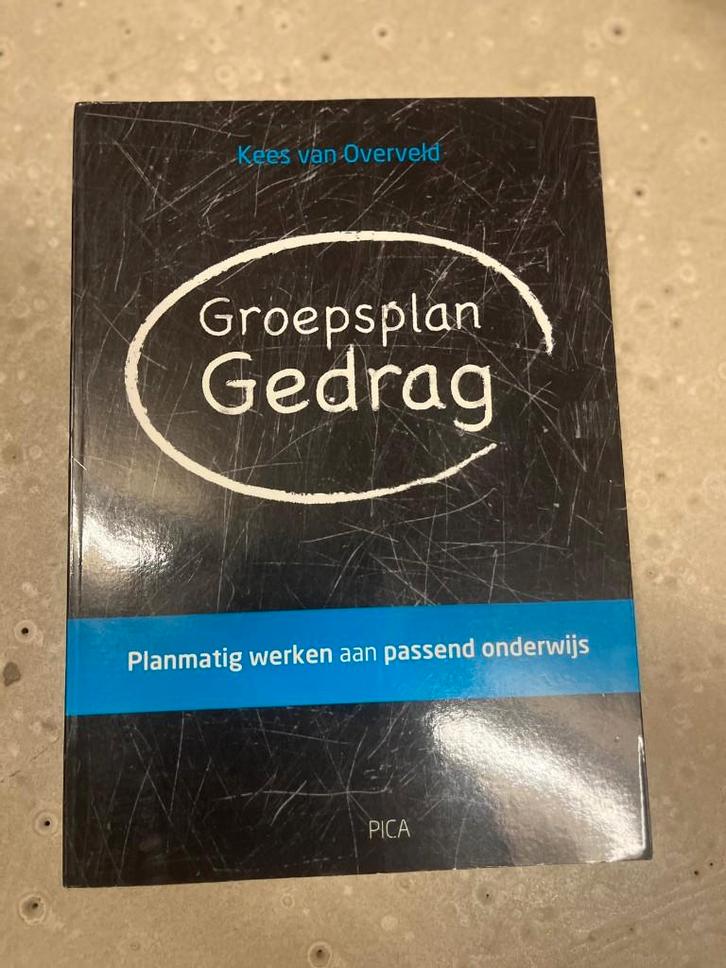 Kees van Overveld
Groepsplan
Gedrag
Planmatig werken aan passend onderwijs
PICA